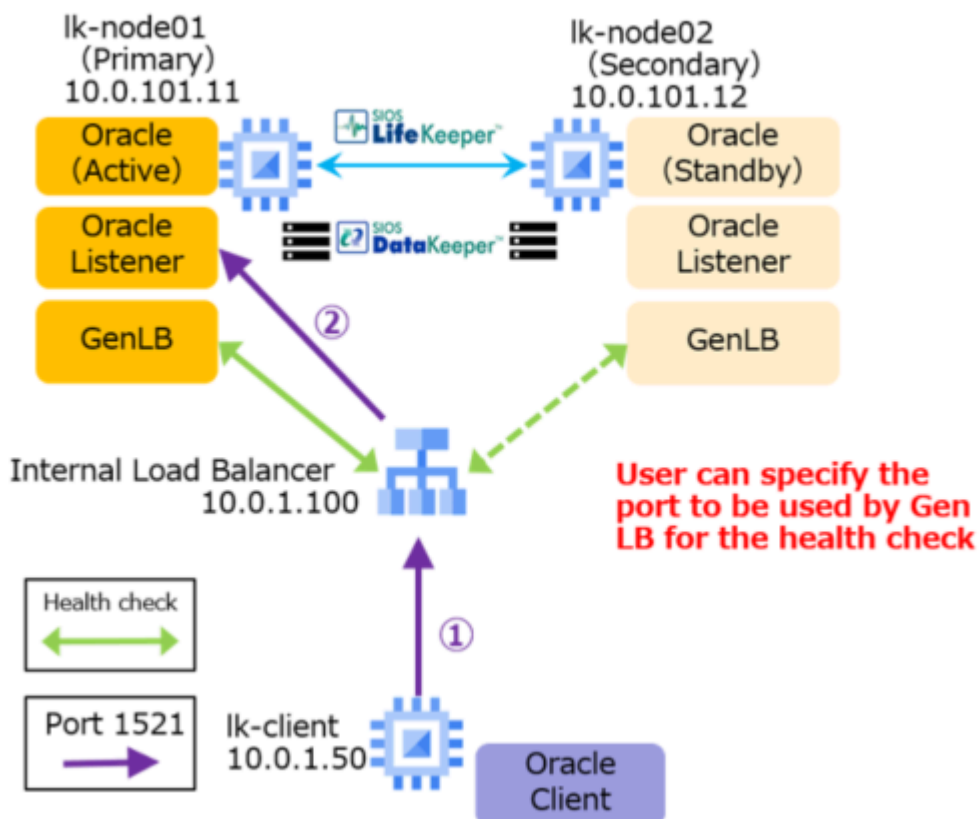 lk-node01
(Primary)
10.0.101.11
lk-node02
(Secondary)
10.0.101.12
Oracle
(Active)
SIOS
LifeKeeper™
Oracle
(Standby)
Oracle
Listener
SIOS
DataKeeper™
Oracle
Listener
②
GenLB
GenLB
Internal Load Balancer
10.0.1.100
User can specify the
port to be used by Gen
LB for the health check
Health check
①
Port 1521
lk-client
10.0.1.50
Oracle
Client